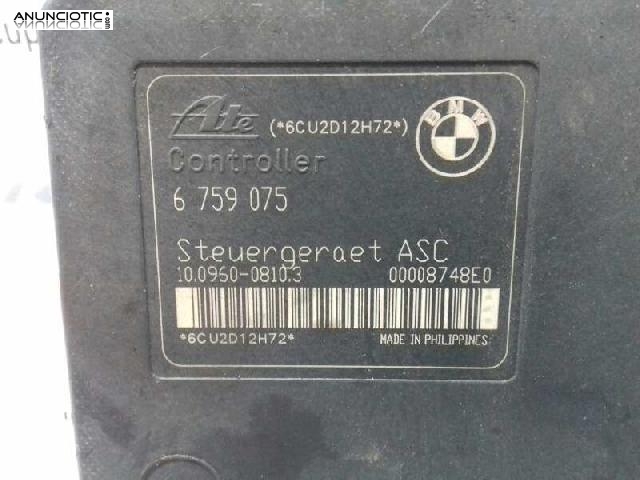 ANUNCIOTIC
.com
Ate (*6CU2D12H72*)
BMW
Controller
6 759 075
Steuergeraet ASC
10.0960-0810.3 00008748E0
*6CU2D12H72* MADE IN PHILIPPINES